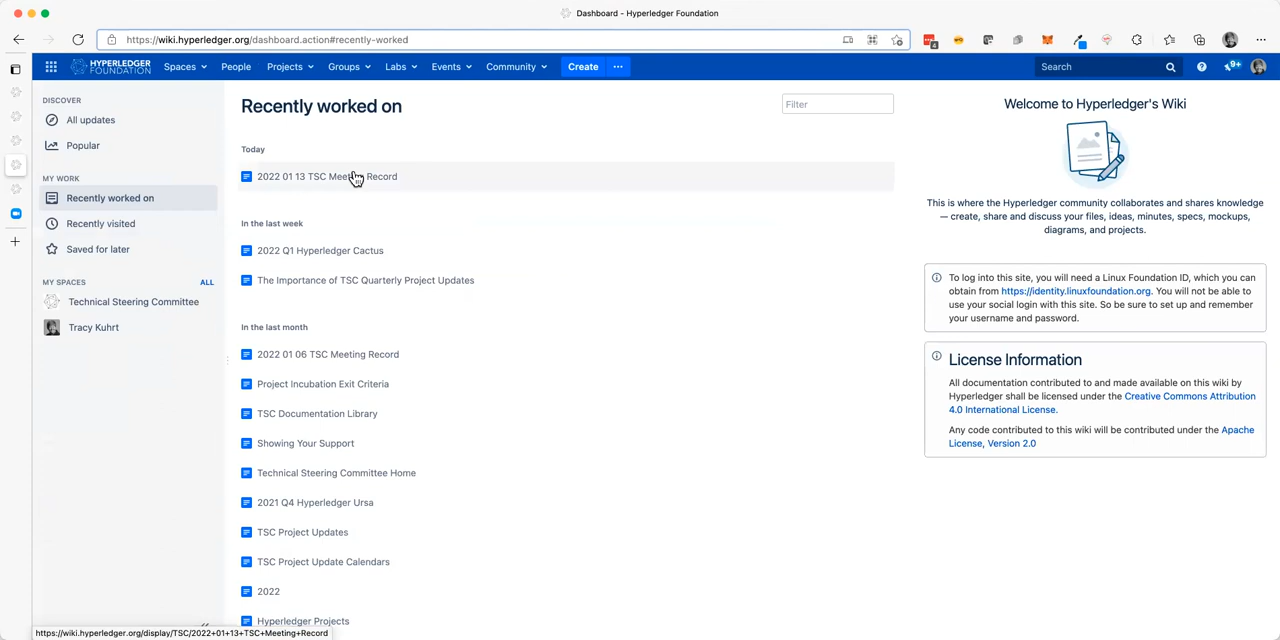 Dashboard - Hyperledger Foundation
https://wiki.hyperledger.org/dashboard.action#recently-worked
4
HYPERLEDGER
FOUNDATION
Spaces
People
Projects
Groups
Labs
Events
Community
Create
Search
9+
DISCOVER
All updates
Popular
MY WORK
Recently worked on
Recently visited
Saved for later
MY SPACES
ALL
Technical Steering Committee
Tracy Kuhrt
Recently worked on
Filter
Today
2022 01 13 TSC Meeting Record
In the last week
2022 Q1 Hyperledger Cactus
The Importance of TSC Quarterly Project Updates
In the last month
2022 01 06 TSC Meeting Record
Project Incubation Exit Criteria
TSC Documentation Library
Showing Your Support
Technical Steering Committee Home
2021 Q4 Hyperledger Ursa
TSC Project Updates
TSC Project Update Calendars
2022
Hyperledger Projects
Welcome to Hyperledger's Wiki
This is where the Hyperledger community collaborates and shares knowledge
— create, share and discuss your files, ideas, minutes, specs, mockups,
diagrams, and projects.
To log into this site, you will need a Linux Foundation ID, which you can
obtain from https://identity.linuxfoundation.org. You will not be able to
use your social login with this site. So be sure to set up and remember
your username and password.
License Information
All documentation contributed to and made available on this wiki by
Hyperledger shall be licensed under the Creative Commons Attribution
4.0 International License.
Any code contributed to this wiki will be contributed under the Apache
License, Version 2.0
https://wiki.hyperledger.org/display/TSC/2022+01+13+TSC+Meeting+Record